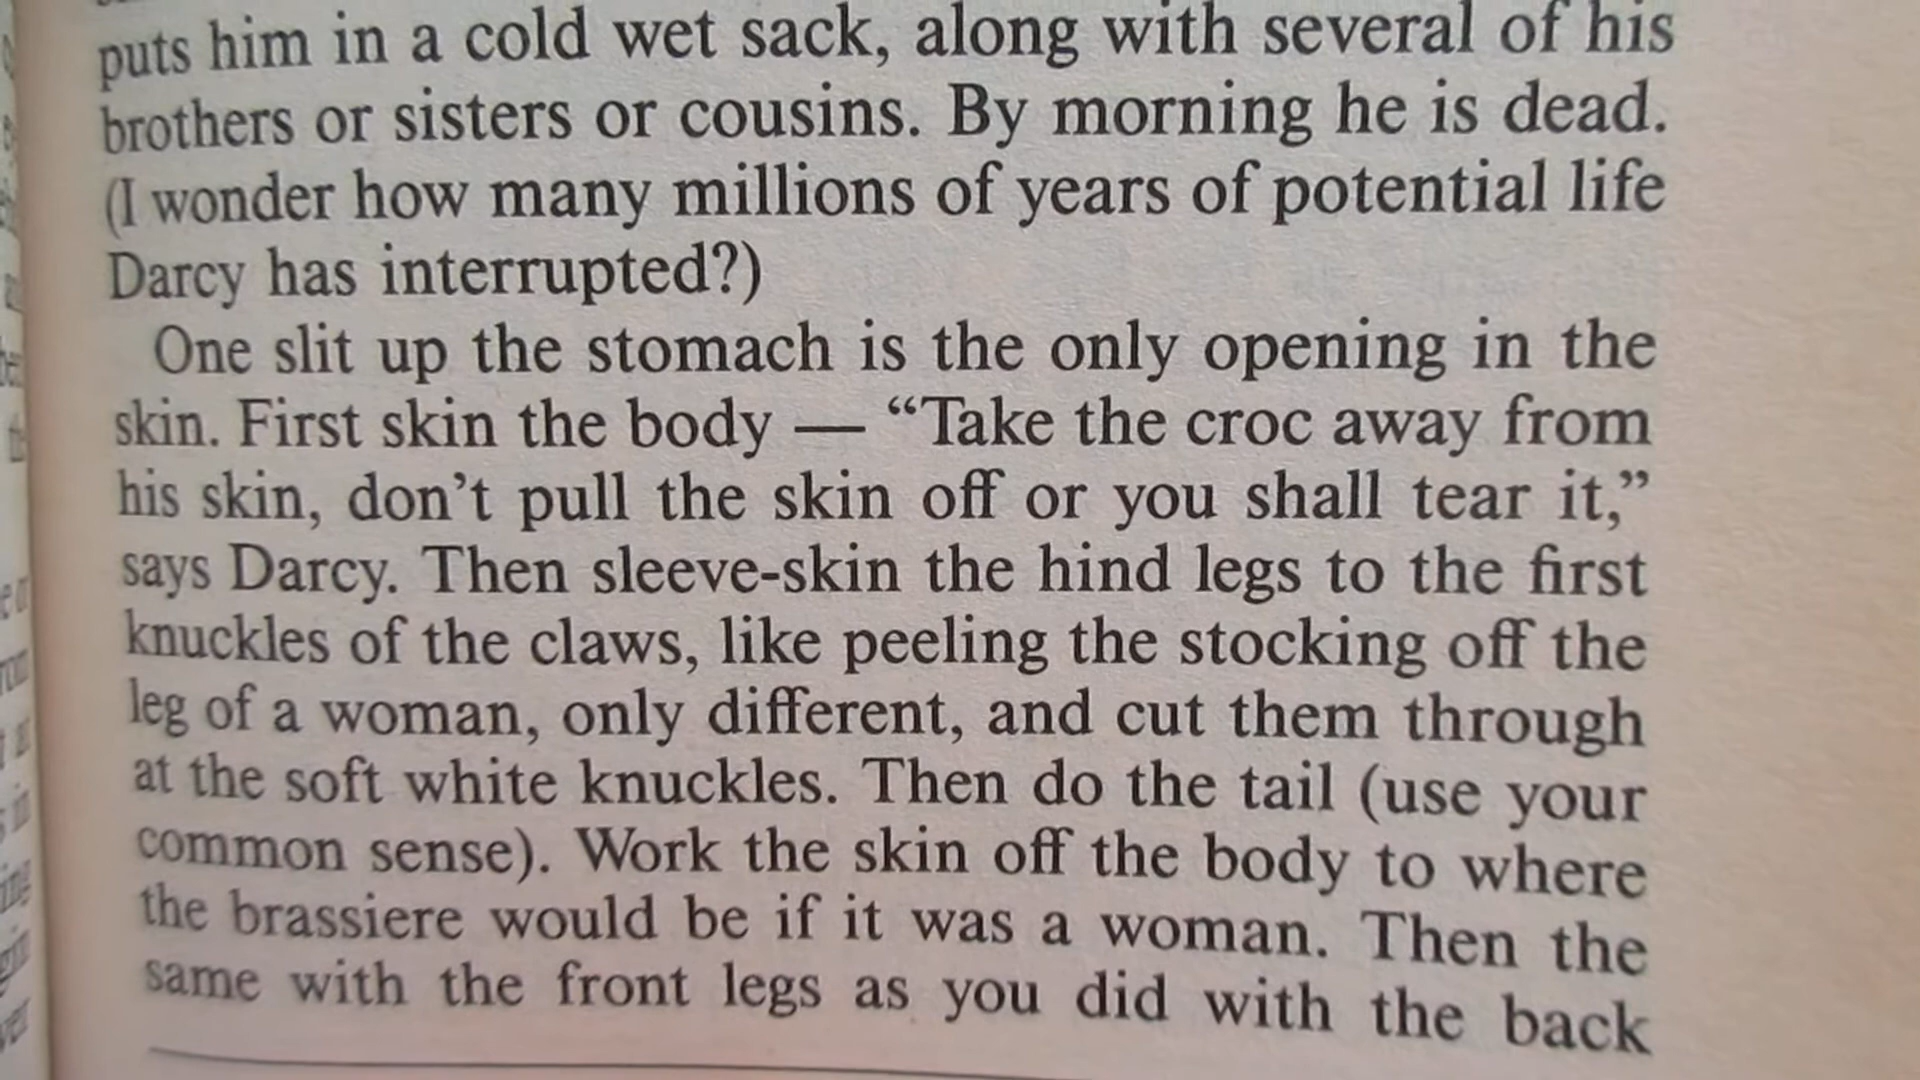 puts him in a cold wet sack, along with several of his
brothers or sisters or cousins. By morning he is dead.
(I wonder how many millions of years of potential life
Darcy has interrupted?)
One slit up the stomach is the only opening in the
skin. First skin the body — “Take the croc away from
his skin, don’t pull the skin off or you shall tear it,”
says Darcy. Then sleeve-skin the hind legs to the first
knuckles of the claws, like peeling the stocking off the
leg of a woman, only different, and cut them through
at the soft white knuckles. Then do the tail (use your
common sense). Work the skin off the body to where
the brassiere would be if it was a woman. Then the
same with the front legs as you did with the back